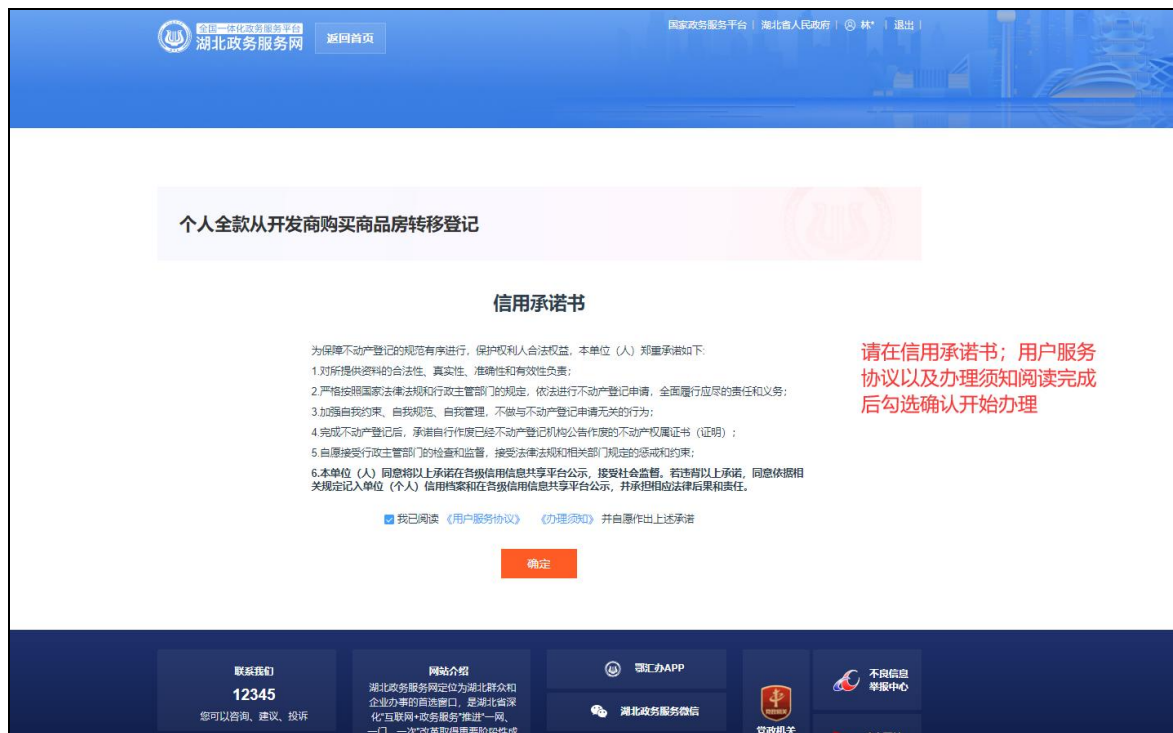 全国一体化政务服务平台
湖北政务服务网
返回首页
国家政务服务平台 | 湖北省人民政府 | 林* | 退出 |
个人全款从开发商购买商品房转移登记
信用承诺书
为保障不动产登记的规范有序进行，保护权利人合法权益，本单位（人）郑重承诺如下:
1.对所提供资料的合法性、真实性、准确性和有效性负责；
2.严格按照国家法律法规和行政主管部门的规定，依法进行不动产登记申请，全面履行应尽的责任和义务；
3.加强自我约束、自我规范、自我管理，不做与不动产登记申请无关的行为；
4.完成不动产登记后，承诺自行作废已经不动产登记机构公告作废的不动产权属证书（证明）；
5.自愿接受行政主管部门的检查和监督，接受法律法规和相关部门规定的惩戒和约束；
6.本单位（人）同意将以上承诺在各级信用信息共享平台公示，接受社会监督。若违背以上承诺，同意依据相
关规定记入单位（个人）信用档案和在各级信用信息共享平台公示，并承担相应法律后果和责任。
我已阅读《用户服务协议》 《办理须知》并自愿作出上述承诺
确定
请在信用承诺书；用户服务
协议以及办理须知阅读完成
后勾选确认开始办理
联系我们
12345
您可以咨询、建议、投诉
网站介绍
湖北政务服务网定位为湖北群众和
企业办事的首选窗口，是湖北省深
化"互联网+政务服务"推进"一网、
一门、一次"改革取得重要阶段性成
鄂汇办APP
湖北政务服务微信
党政机关
不良信息
举报中心